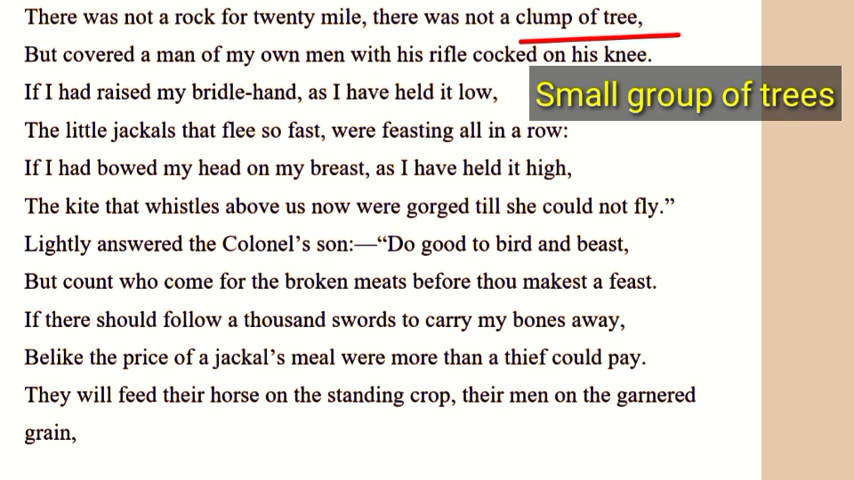 There was not a rock for twenty mile, there was not a clump of tree,
But covered a man of my own men with his rifle cocked on his knee.
If I had raised my bridle-hand, as I have held it low,
Small group of trees
The little jackals that flee so fast, were feasting all in a row:
If I had bowed my head on my breast, as I have held it high,
The kite that whistles above us now were gorged till she could not fly.”
Lightly answered the Colonel’s son:—“Do good to bird and beast,
But count who come for the broken meats before thou makest a feast.
If there should follow a thousand swords to carry my bones away,
Belike the price of a jackal’s meal were more than a thief could pay.
They will feed their horse on the standing crop, their men on the garnered
grain,